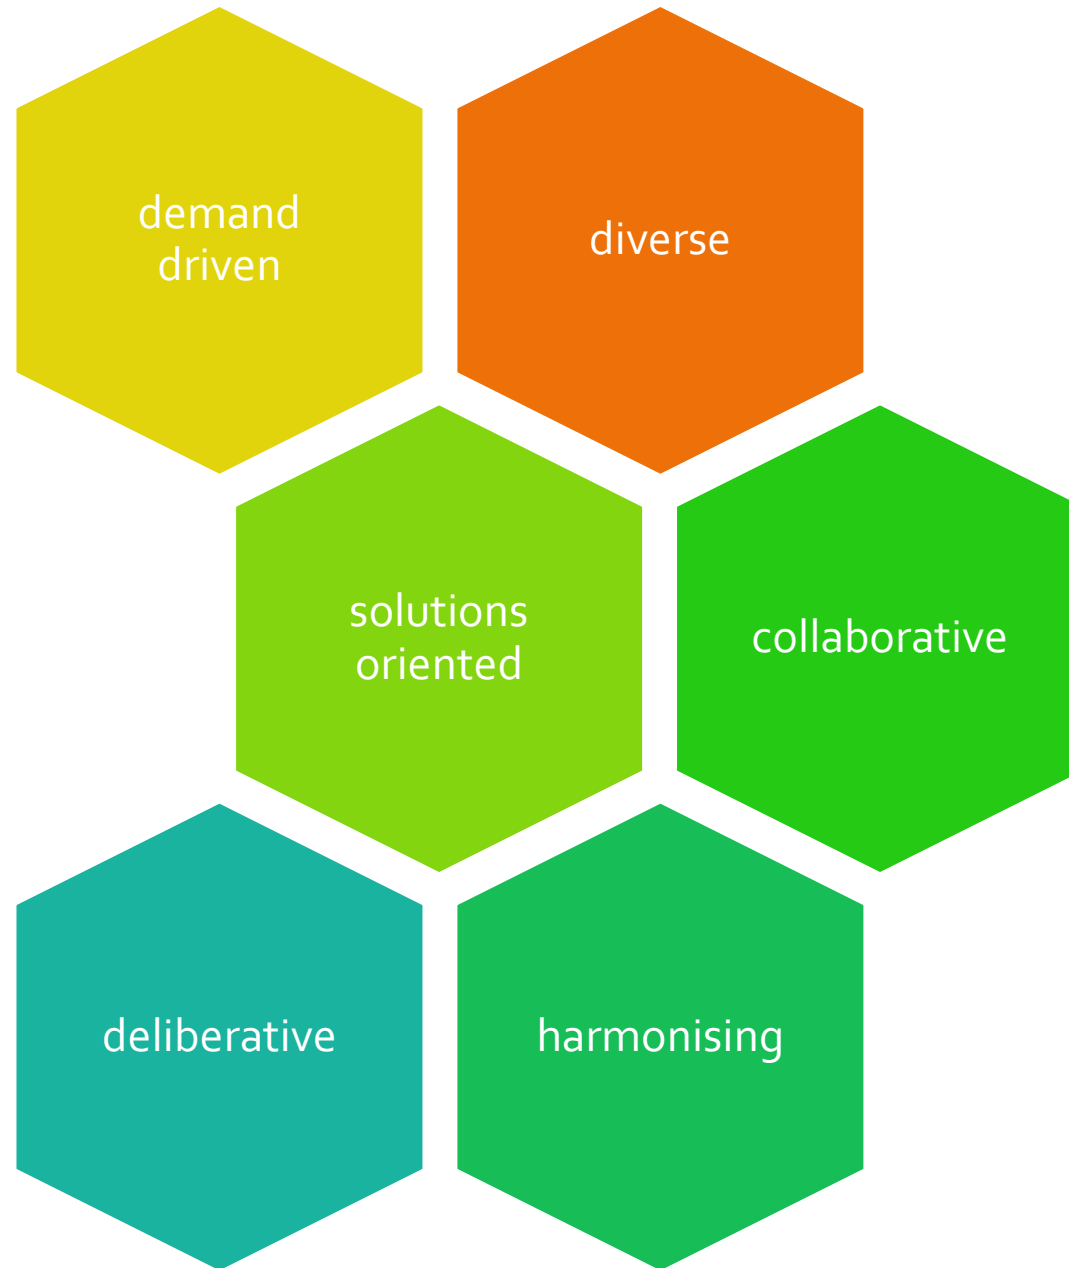 demand
driven
diverse
solutions
oriented
collaborative
deliberative
harmonising